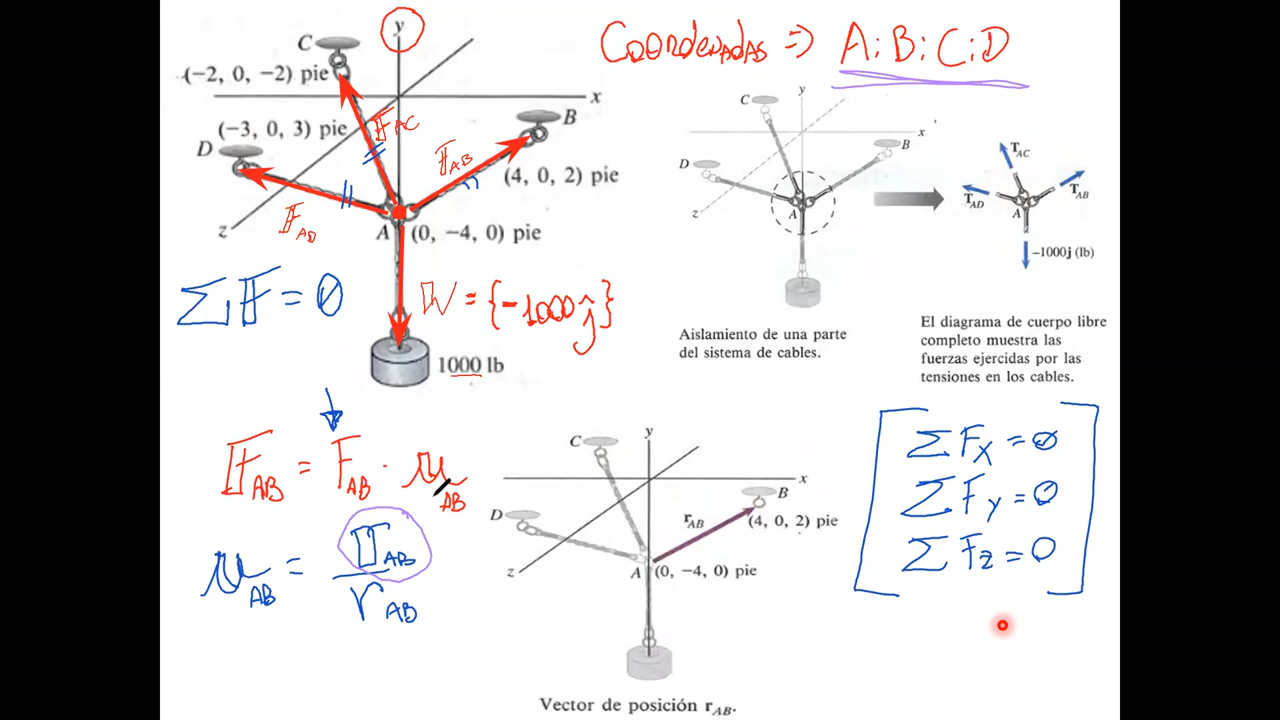 Coordenadas ⇒ A; B; C; D
y
C
(−2, 0, −2) pie
x
B
(−3, 0, 3) pie
D
F_AC
F_AB
(4, 0, 2) pie
F_AD
z
A (0, −4, 0) pie
ΣF = 0
W = {-1000 ĵ}
1000 lb
y
C
x
B
D
A
z
T_AC
T_AB
T_AD
A
−1000j (lb)
Aislamiento de una parte
del sistema de cables.
El diagrama de cuerpo libre
completo muestra las
fuerzas ejercidas por las
tensiones en los cables.
F_AB = F_AB · u_AB
u_AB = r_AB / r_AB
y
C
x
B
D
r_AB
(4, 0, 2) pie
z
A (0, −4, 0) pie
Vector de posición r_AB.
ΣF_x = 0
ΣF_y = 0
ΣF_z = 0